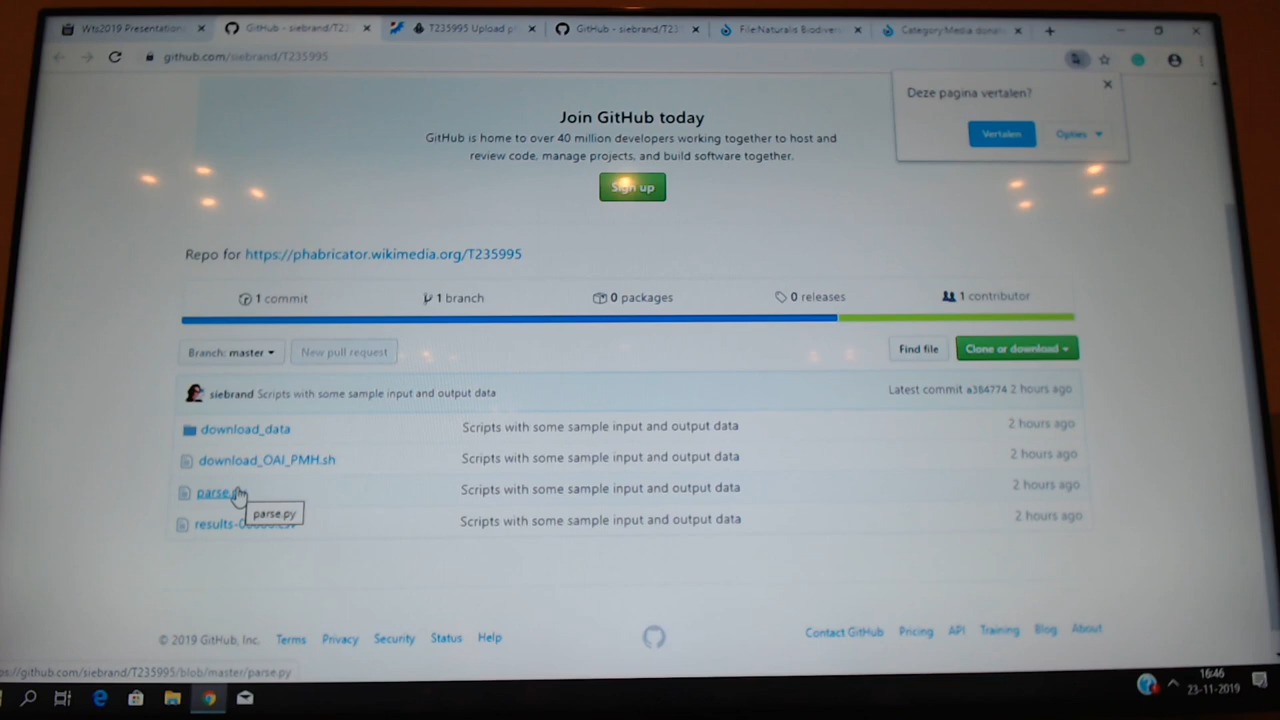 Wts2019 Presentation
GitHub - siebrand/T23
T235995 Upload p
GitHub - siebrand/T23
File:Naturalis Biodiver
Category:Media dona
github.com/siebrand/T235995
Deze pagina vertalen?
Vertalen
Opties
Join GitHub today
GitHub is home to over 40 million developers working together to host and
review code, manage projects, and build software together.
Sign up
Repo for https://phabricator.wikimedia.org/T235995
1 commit
1 branch
0 packages
0 releases
1 contributor
Branch: master
New pull request
Find file
Clone or download
siebrand Scripts with some sample input and output data
Latest commit a384774 2 hours ago
download_data
Scripts with some sample input and output data
2 hours ago
download_OAI_PMH.sh
Scripts with some sample input and output data
2 hours ago
parse
Scripts with some sample input and output data
2 hours ago
parse.py
Scripts with some sample input and output data
2 hours ago
© 2019 GitHub, Inc.
Terms
Privacy
Security
Status
Help
Contact GitHub
Pricing
API
Training
Blog
About
s://github.com/siebrand/T235995/blob/master/parse.py
16:46
23-11-2019